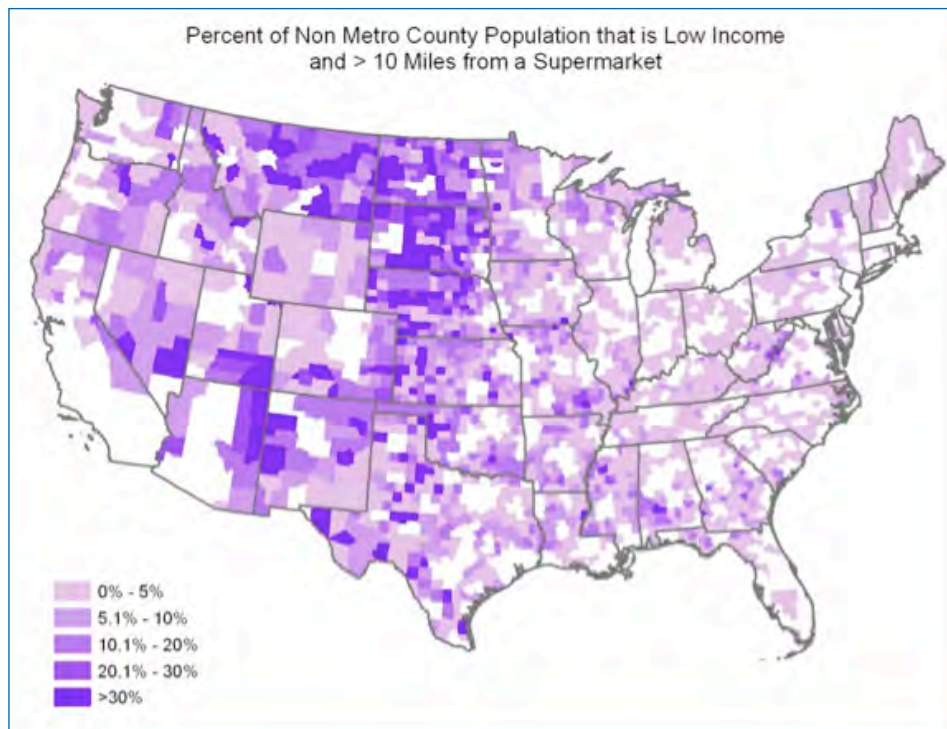 Percent of Non Metro County Population that is Low Income
and > 10 Miles from a Supermarket
0% - 5%
5.1% - 10%
10.1% - 20%
20.1% - 30%
>30%